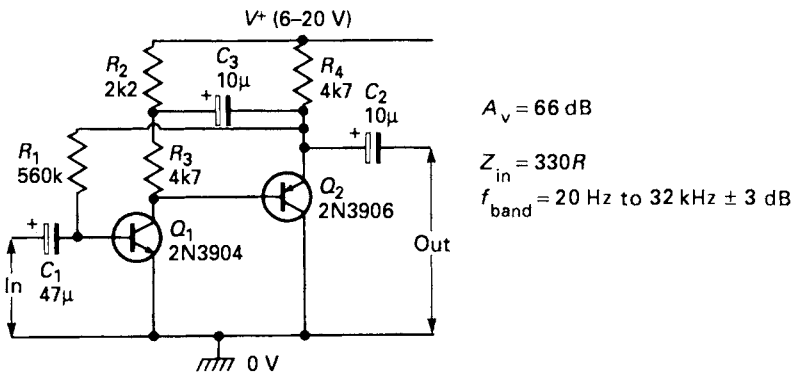 V+ (6–20 V)
R2
2k2
C3
10µ
+
R4
4k7
C2
10µ
+
R1
560k
R3
4k7
Q2
2N3906
Q1
2N3904
+
C1
47µ
In
Out
0 V
Av = 66 dB
Zin = 330R
fband = 20 Hz to 32 kHz ± 3 dB